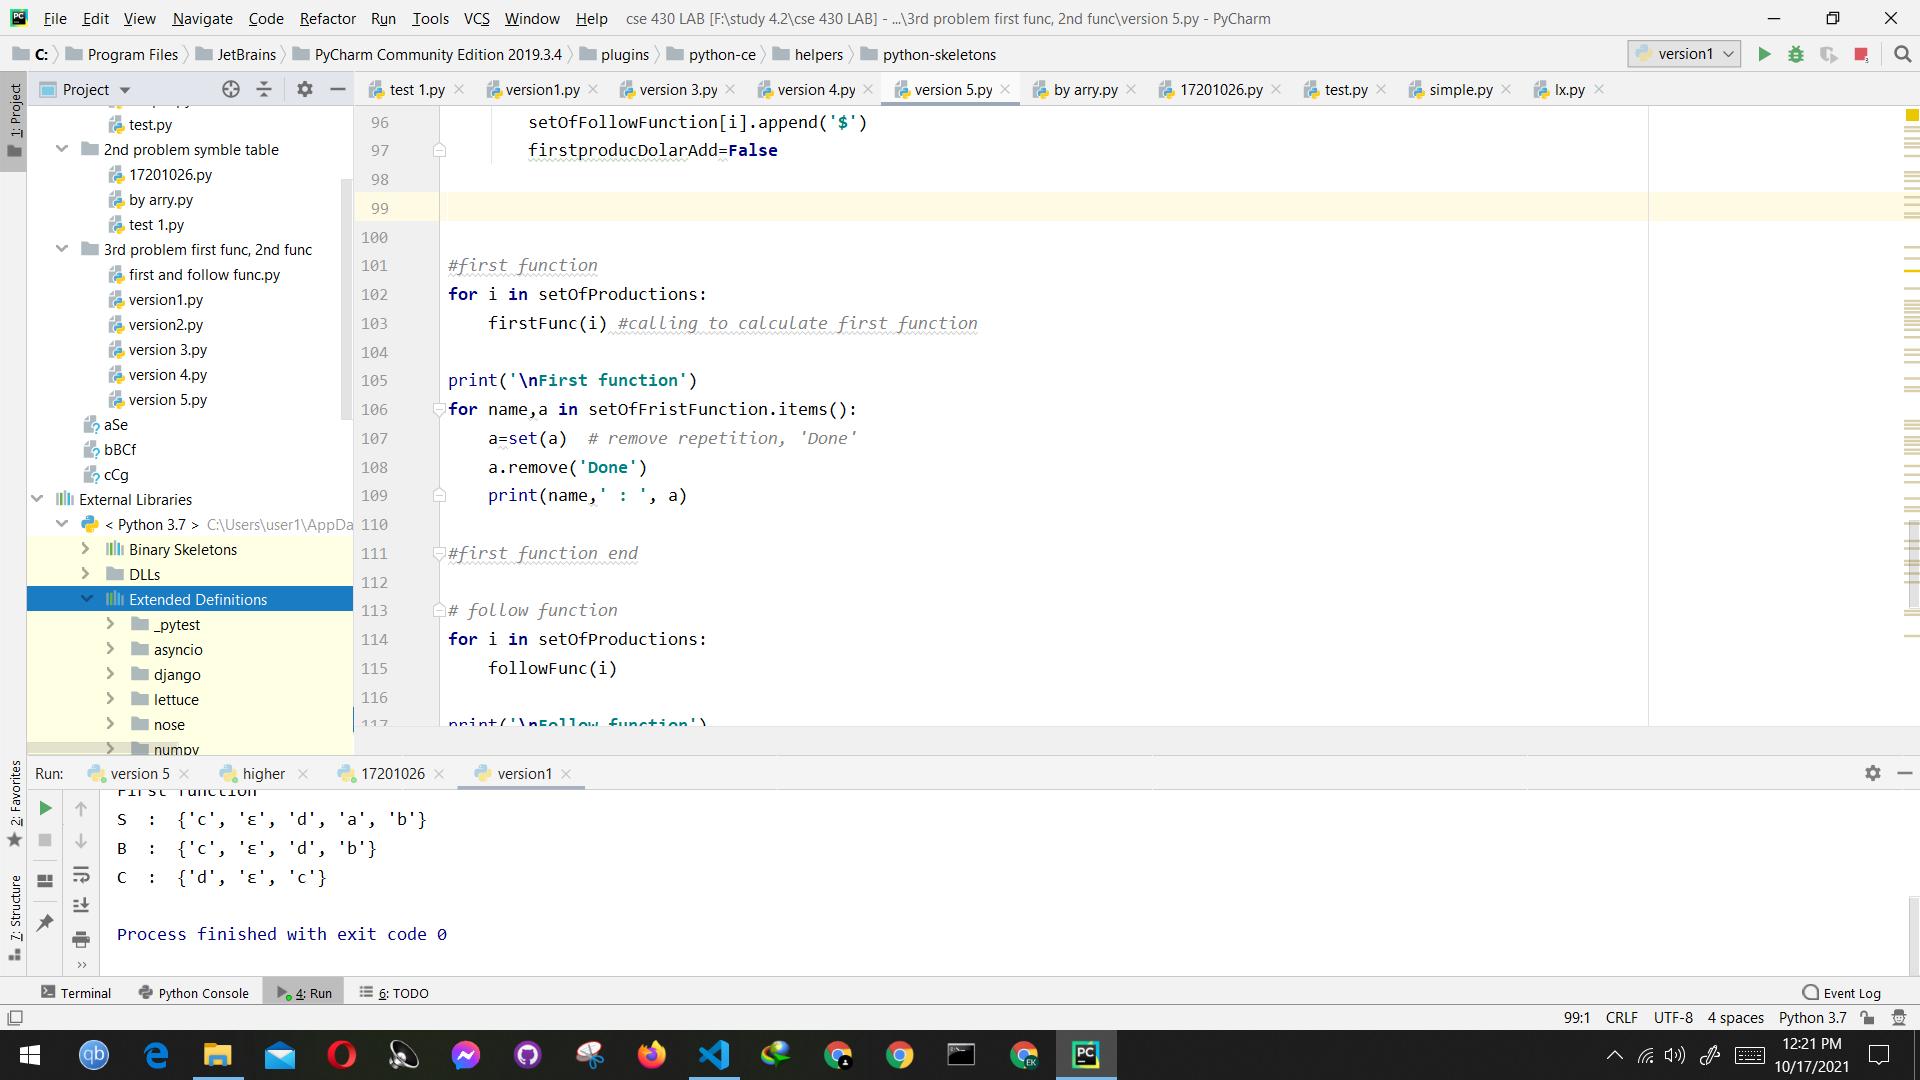 File Edit View Navigate Code Refactor Run Tools VCS Window Help cse 430 LAB [F:\study 4.2\cse 430 LAB] - ...\3rd problem first func, 2nd func\version 5.py - PyCharm
C: Program Files JetBrains PyCharm Community Edition 2019.3.4 plugins python-ce helpers python-skeletons version1
1: Project
Project
test 1.py version1.py version 3.py version 4.py version 5.py by arry.py 17201026.py test.py simple.py lx.py
test.py
2nd problem symble table
17201026.py
by arry.py
test 1.py
3rd problem first func, 2nd func
first and follow func.py
version1.py
version2.py
version 3.py
version 4.py
version 5.py
aSe
bBCf
cCg
External Libraries
< Python 3.7 > C:\Users\user1\AppDa
Binary Skeletons
DLLs
Extended Definitions
_pytest
asyncio
django
lettuce
nose
numpy
96 setOfFollowFunction[i].append('$')
97 firstproducDolarAdd=False
98
99
100
101 #first function
102 for i in setOfProductions:
103 firstFunc(i) #calling to calculate first function
104
105 print('\nFirst function')
106 for name,a in setOfFristFunction.items():
107 a=set(a) # remove repetition, 'Done'
108 a.remove('Done')
109 print(name,' : ', a)
110
111 #first function end
112
113 # follow function
114 for i in setOfProductions:
115 followFunc(i)
116
117 print('\nFollow function')
2: Favorites
7: Structure
Run: version 5 higher 17201026 version1
First function
S : {'c', 'ε', 'd', 'a', 'b'}
B : {'c', 'ε', 'd', 'b'}
C : {'d', 'ε', 'c'}
Process finished with exit code 0
Terminal Python Console 4: Run 6: TODO Event Log
99:1 CRLF UTF-8 4 spaces Python 3.7
12:21 PM
10/17/2021